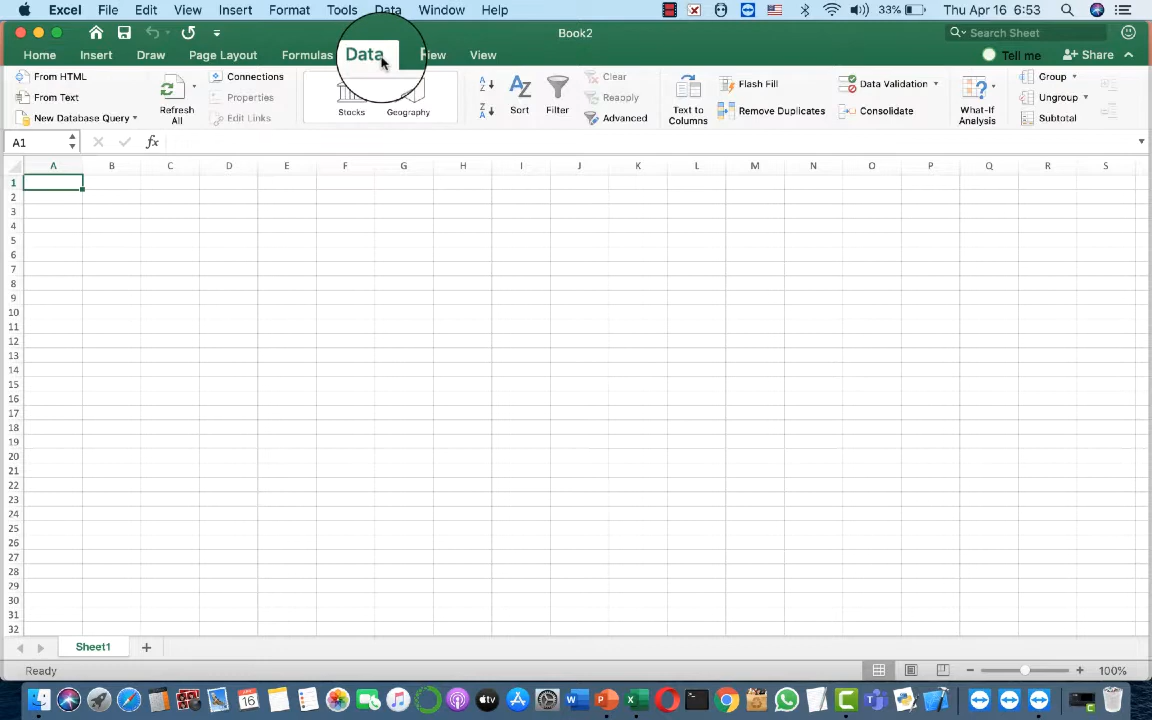 Excel File Edit View Insert Format Tools Data Window Help 33% Thu Apr 16 6:53
Book2 Search Sheet
Home Insert Draw Page Layout Formulas Data View Tell me Share
From HTML Connections Clear Flash Fill Data Validation Group
From Text Properties Reapply Ungroup
New Database Query Edit Links Advanced Remove Duplicates Consolidate Subtotal
Refresh All Stocks Geography Sort Filter Text to Columns What-If Analysis
A1 fx
A B C D E F G H I J K L M N O P Q R S
1
2
3
4
5
6
7
8
9
10
11
12
13
14
15
16
17
18
19
20
21
22
23
24
25
26
27
28
29
30
31
32
Sheet1
Ready 100%